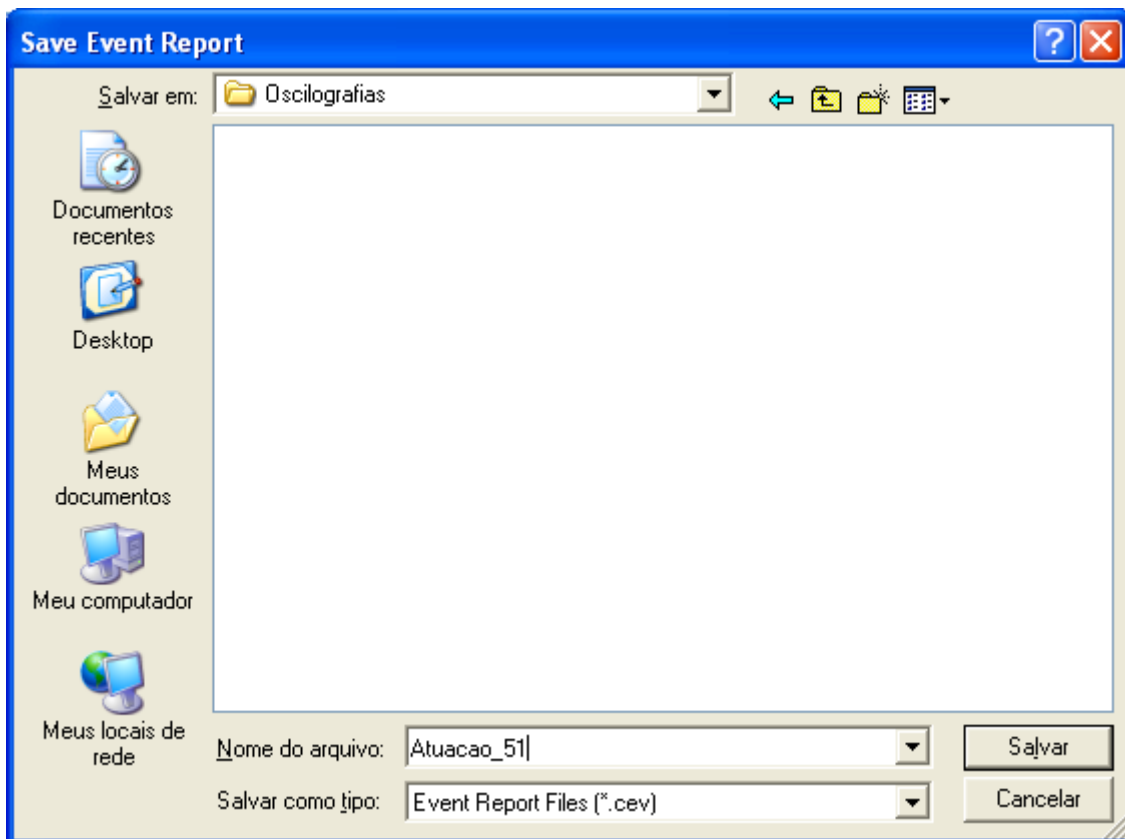 Save Event Report
Salvar em:
Oscilografias
Documentos
recentes
Desktop
Meus
documentos
Meu computador
Meus locais de
rede
Nome do arquivo:
Atuacao_51
Salvar
Salvar como tipo:
Event Report Files (*.cev)
Cancelar